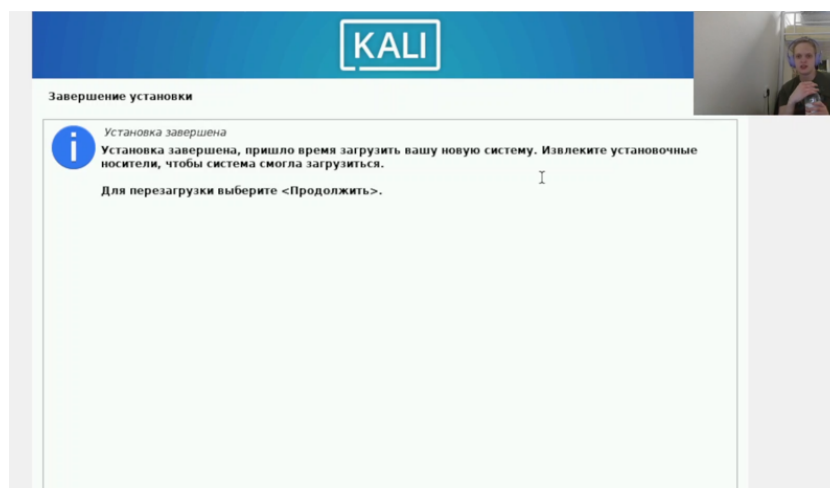 KALI
Завершение установки
Установка завершена
Установка завершена, пришло время загрузить вашу новую систему. Извлеките установочные
носители, чтобы система смогла загрузиться.
Для перезагрузки выберите <Продолжить>.